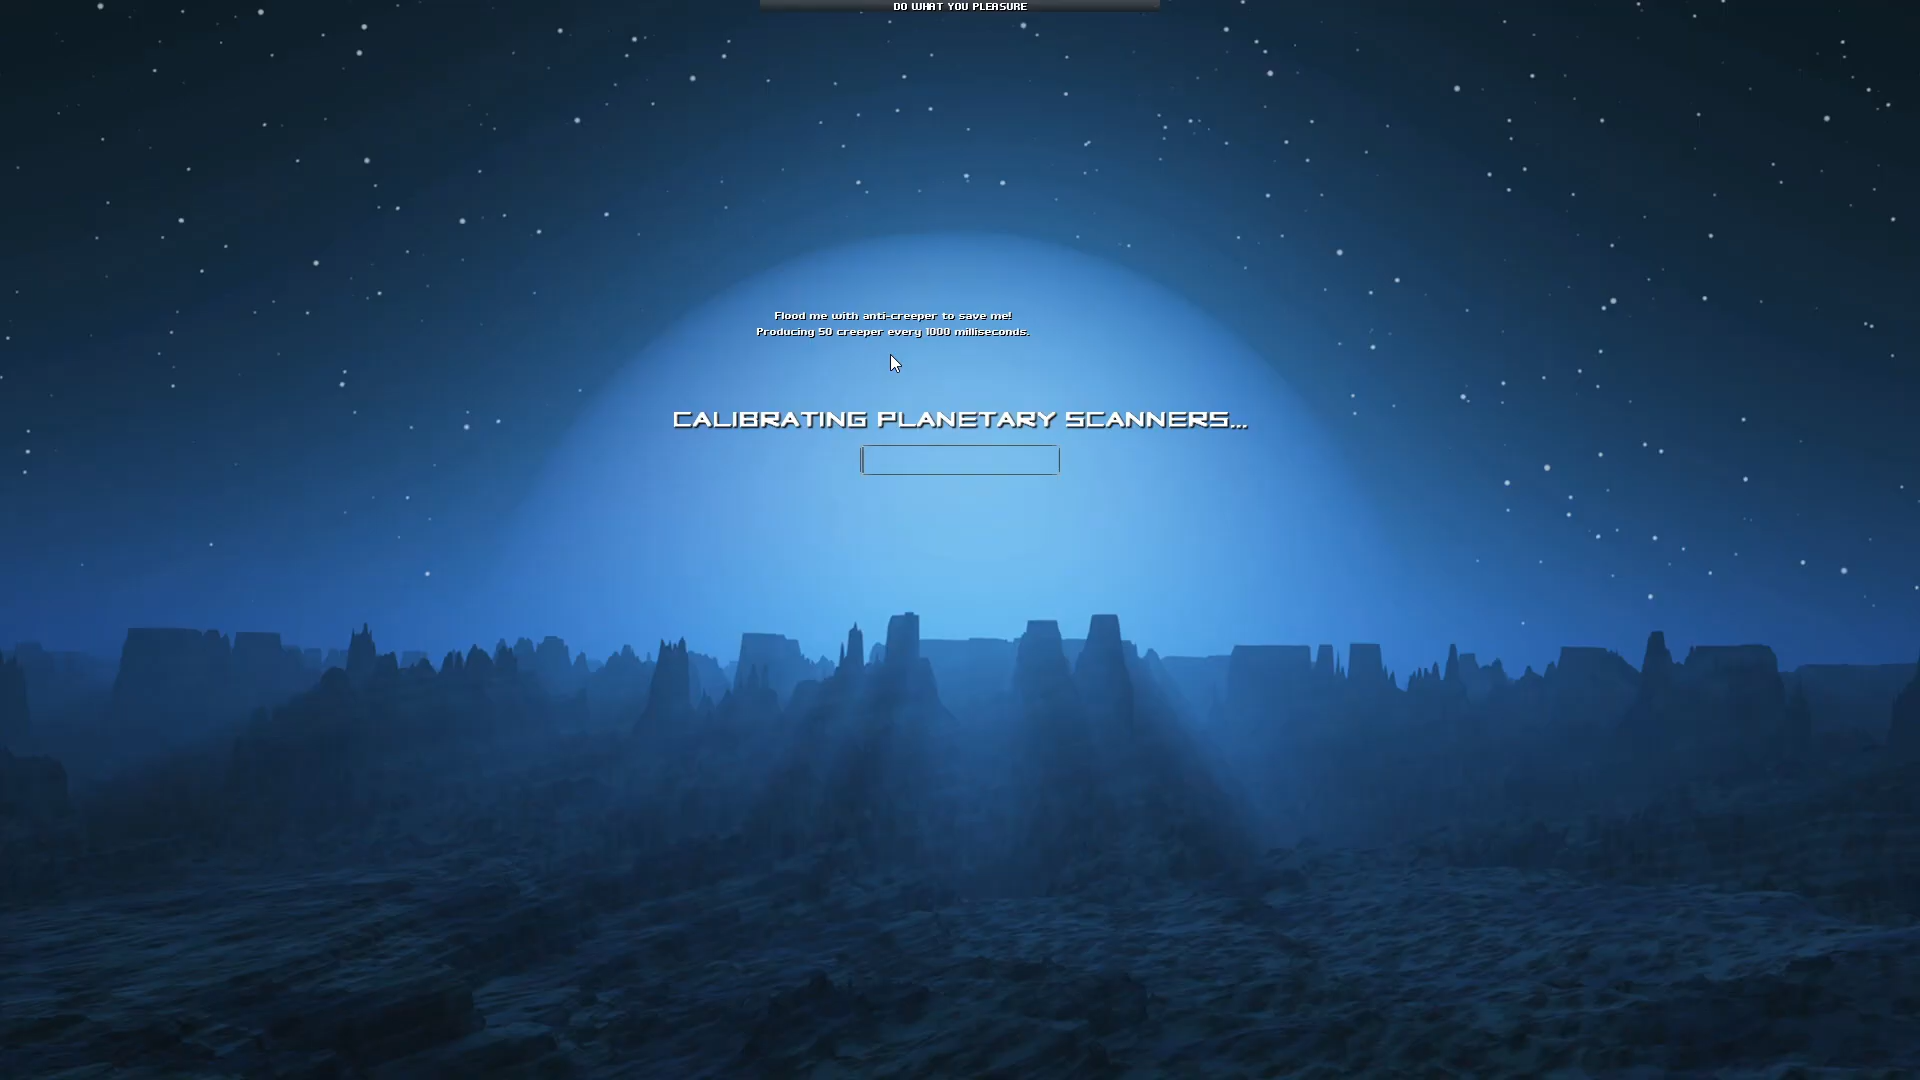 DO WHAT YOU PLEASURE
Flood me with anti-creeper to save me!
Producing 50 creeper every 1000 milliseconds.
CALIBRATING PLANETARY SCANNERS...